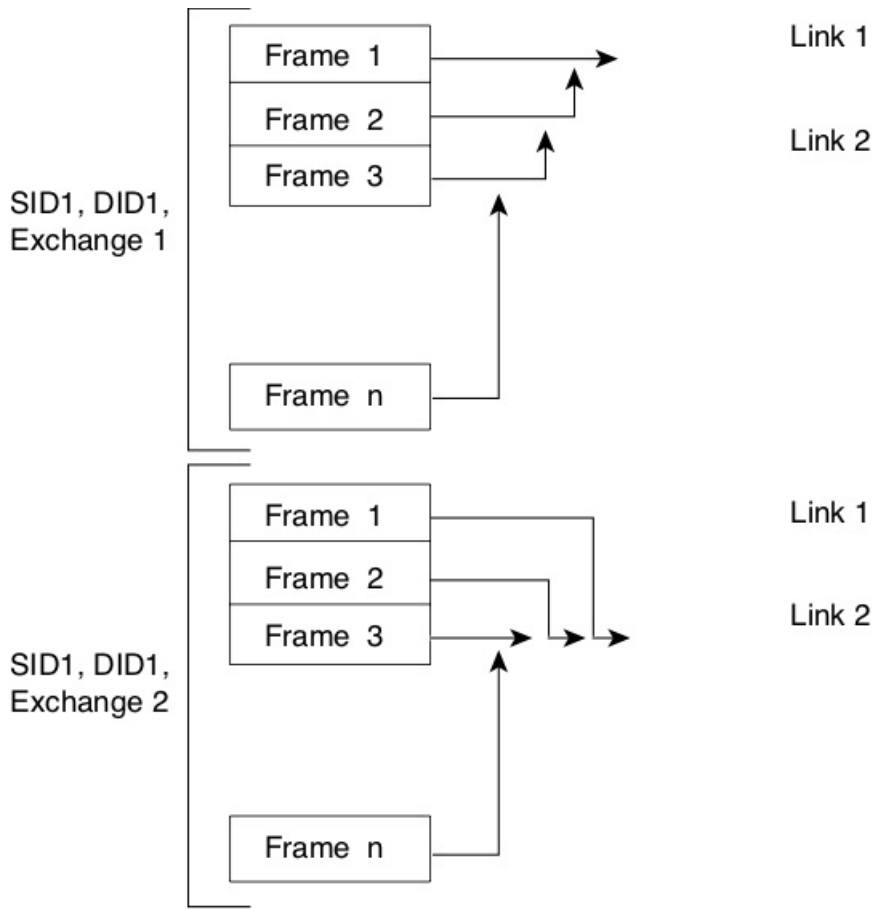 Frame 1
Link 1
Frame 2
Link 2
Frame 3
SID1, DID1,
Exchange 1
Frame n
Frame 1
Link 1
Frame 2
Link 2
Frame 3
SID1, DID1,
Exchange 2
Frame n